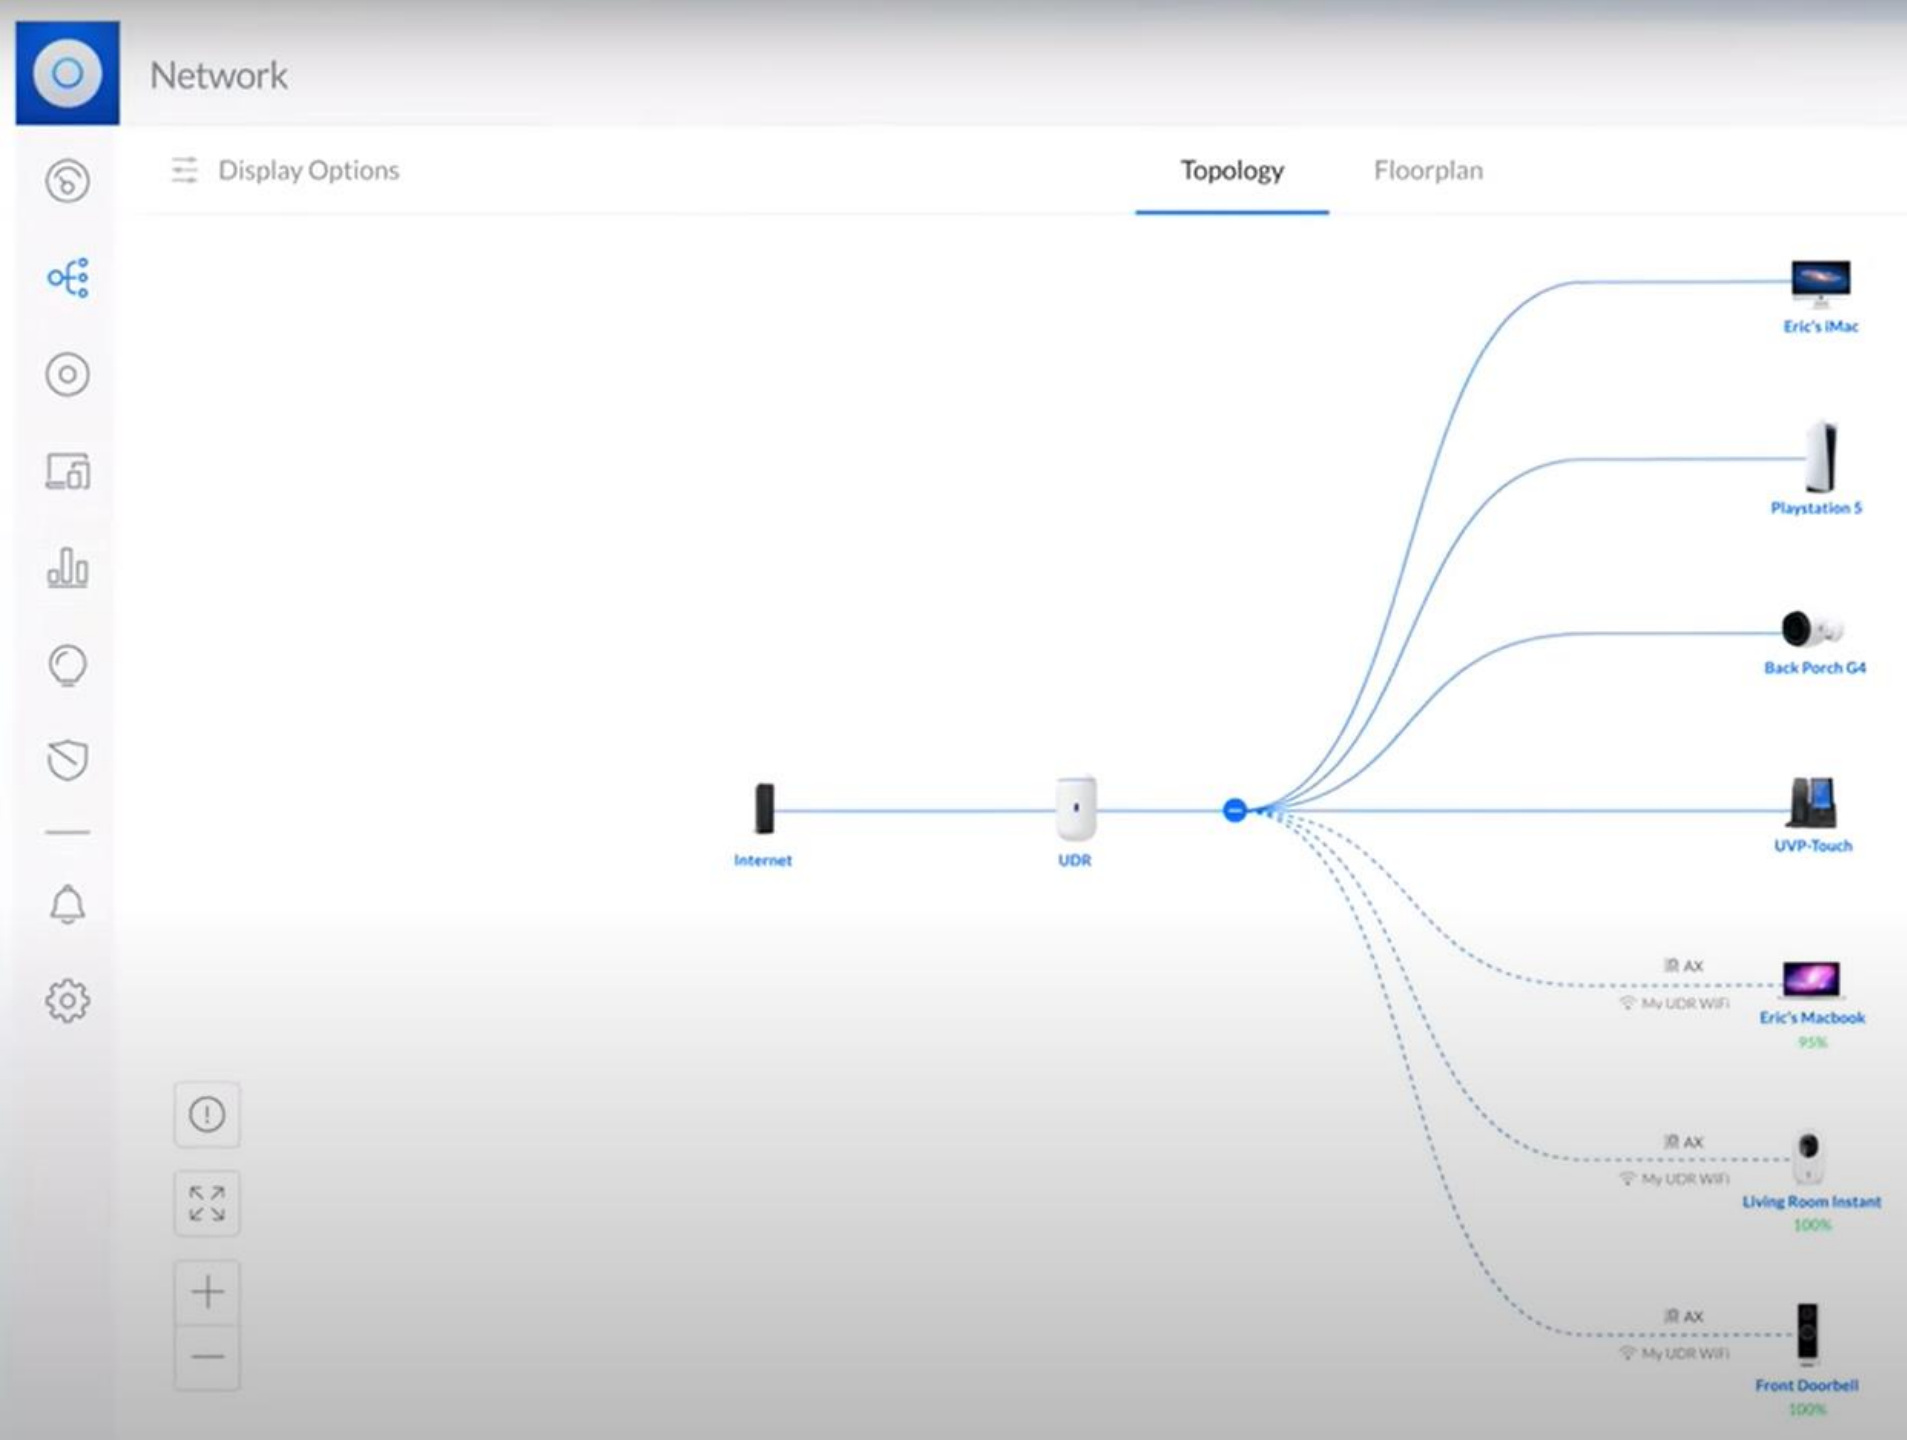 Network
Display Options
Topology
Floorplan
Eric's iMac
Playstation 5
Back Porch G4
Internet
UDR
UVP-Touch
AX
My UDR WiFi
Eric's Macbook
95%
AX
My UDR WiFi
Living Room Instant
100%
AX
My UDR WiFi
Front Doorbell
100%